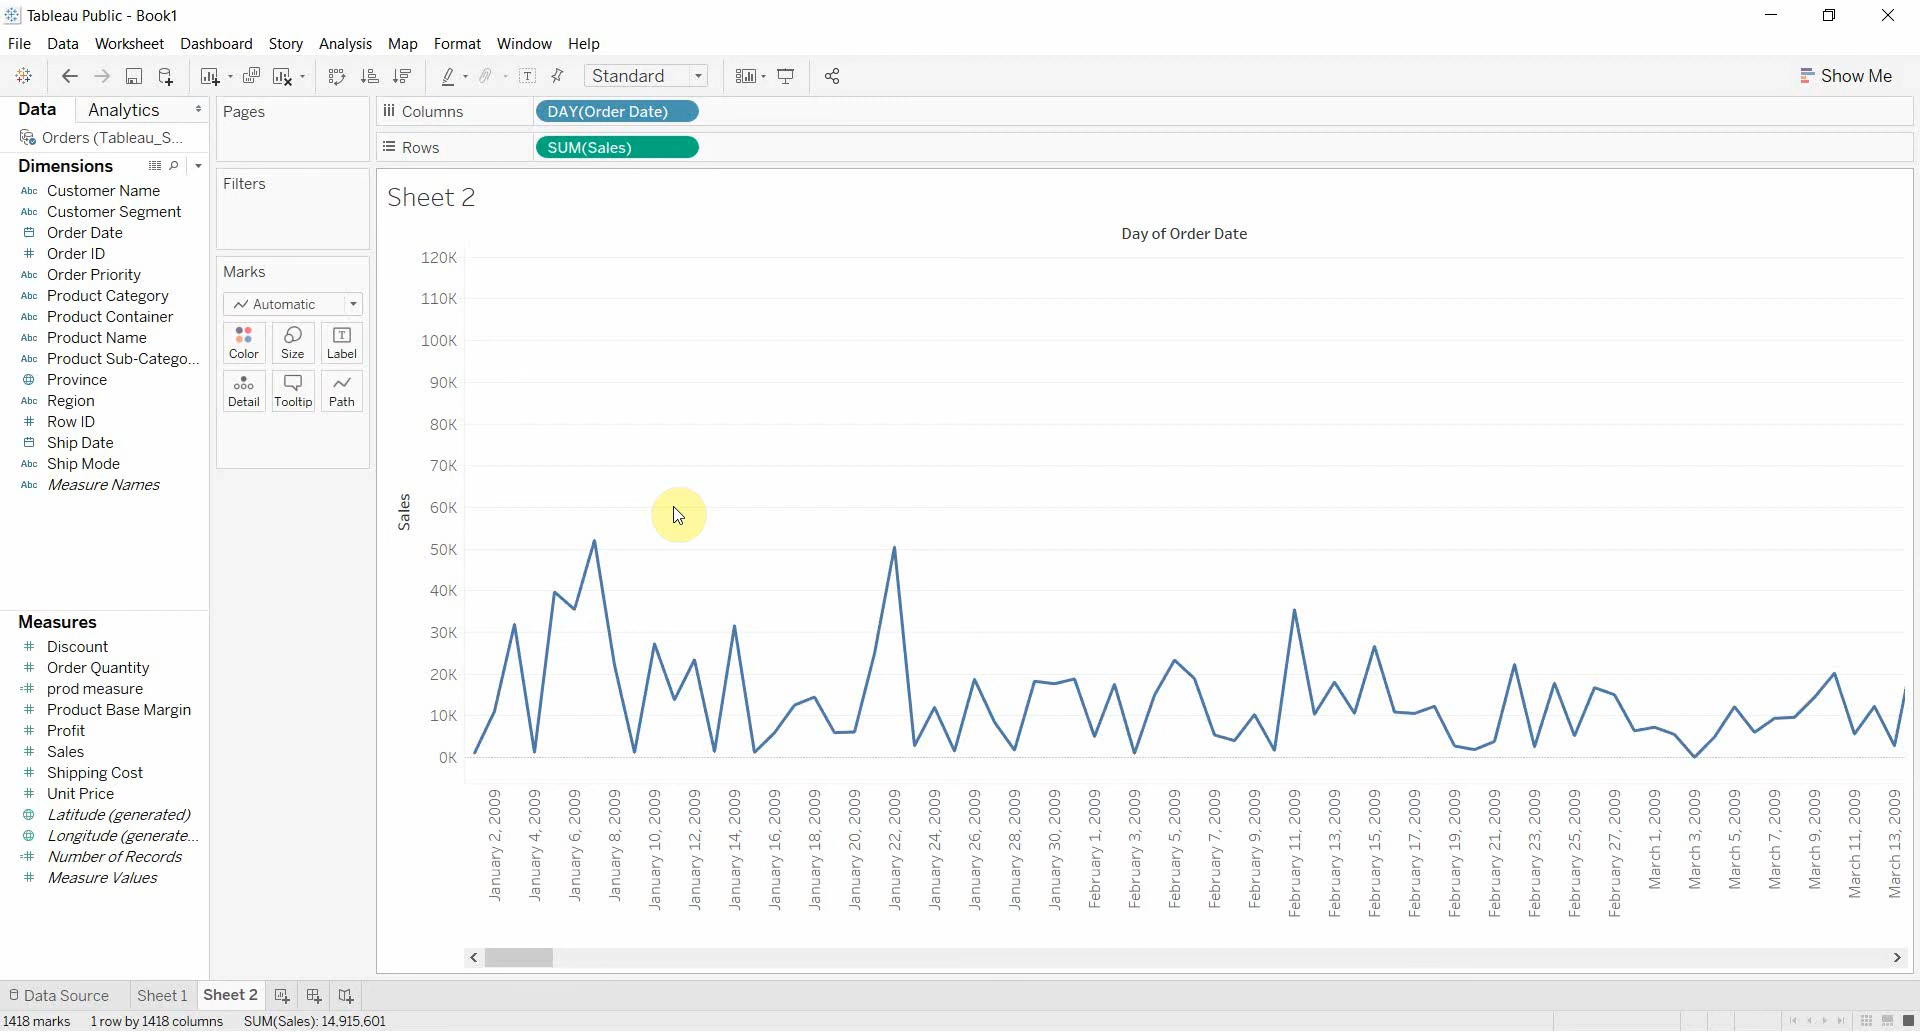 Tableau Public - Book1
File Data Worksheet Dashboard Story Analysis Map Format Window Help
Standard
Show Me
Data Analytics
Orders (Tableau_S...
Dimensions
Abc Customer Name
Abc Customer Segment
Order Date
# Order ID
Abc Order Priority
Abc Product Category
Abc Product Container
Abc Product Name
Abc Product Sub-Catego...
Province
Abc Region
# Row ID
Ship Date
Abc Ship Mode
Abc Measure Names
Measures
# Discount
# Order Quantity
=# prod measure
# Product Base Margin
# Profit
# Sales
# Shipping Cost
# Unit Price
Latitude (generated)
Longitude (generate...
=# Number of Records
# Measure Values
Pages
Filters
Marks
Automatic
Color Size Label
Detail Tooltip Path
Columns DAY(Order Date)
Rows SUM(Sales)
Sheet 2
Day of Order Date
Sales
120K
110K
100K
90K
80K
70K
60K
50K
40K
30K
20K
10K
0K
January 2, 2009
January 4, 2009
January 6, 2009
January 8, 2009
January 10, 2009
January 12, 2009
January 14, 2009
January 16, 2009
January 18, 2009
January 20, 2009
January 22, 2009
January 24, 2009
January 26, 2009
January 28, 2009
January 30, 2009
February 1, 2009
February 3, 2009
February 5, 2009
February 7, 2009
February 9, 2009
February 11, 2009
February 13, 2009
February 15, 2009
February 17, 2009
February 19, 2009
February 21, 2009
February 23, 2009
February 25, 2009
February 27, 2009
March 1, 2009
March 3, 2009
March 5, 2009
March 7, 2009
March 9, 2009
March 11, 2009
March 13, 2009
Data Source Sheet 1 Sheet 2
1418 marks 1 row by 1418 columns SUM(Sales): 14,915,601